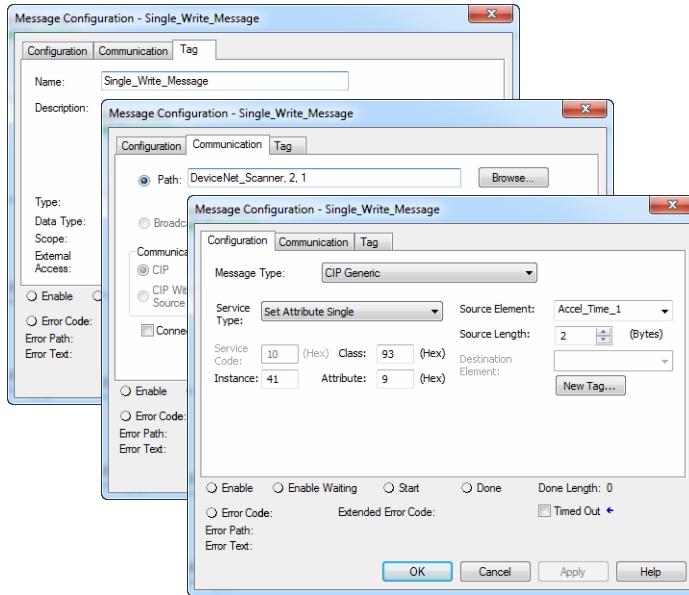 Message Configuration - Single_Write_Message
Configuration Communication Tag
Name: Single_Write_Message
Description:
Type:
Data Type:
Scope:
External
Access:
Enable
Error Code:
Error Path:
Error Text:
Message Configuration - Single_Write_Message
Configuration Communication Tag
Path: DeviceNet_Scanner, 2, 1 Browse...
CIP
CIP
Source
Enable
Error Code:
Error Path:
Error Text:
Message Configuration - Single_Write_Message
Configuration Communication Tag
Message Type: CIP Generic
Service
Type: Set Attribute Single Source Element: Accel_Time_1
Source Length: 2 (Bytes)
Service
Code: 10 (Hex) Class: 93 (Hex) Destination
Element:
Instance: 41 Attribute: 9 (Hex) New Tag...
Enable Enable Waiting Start Done Done Length: 0
Error Code: Extended Error Code: Timed Out
Error Path:
Error Text:
OK Cancel Apply Help